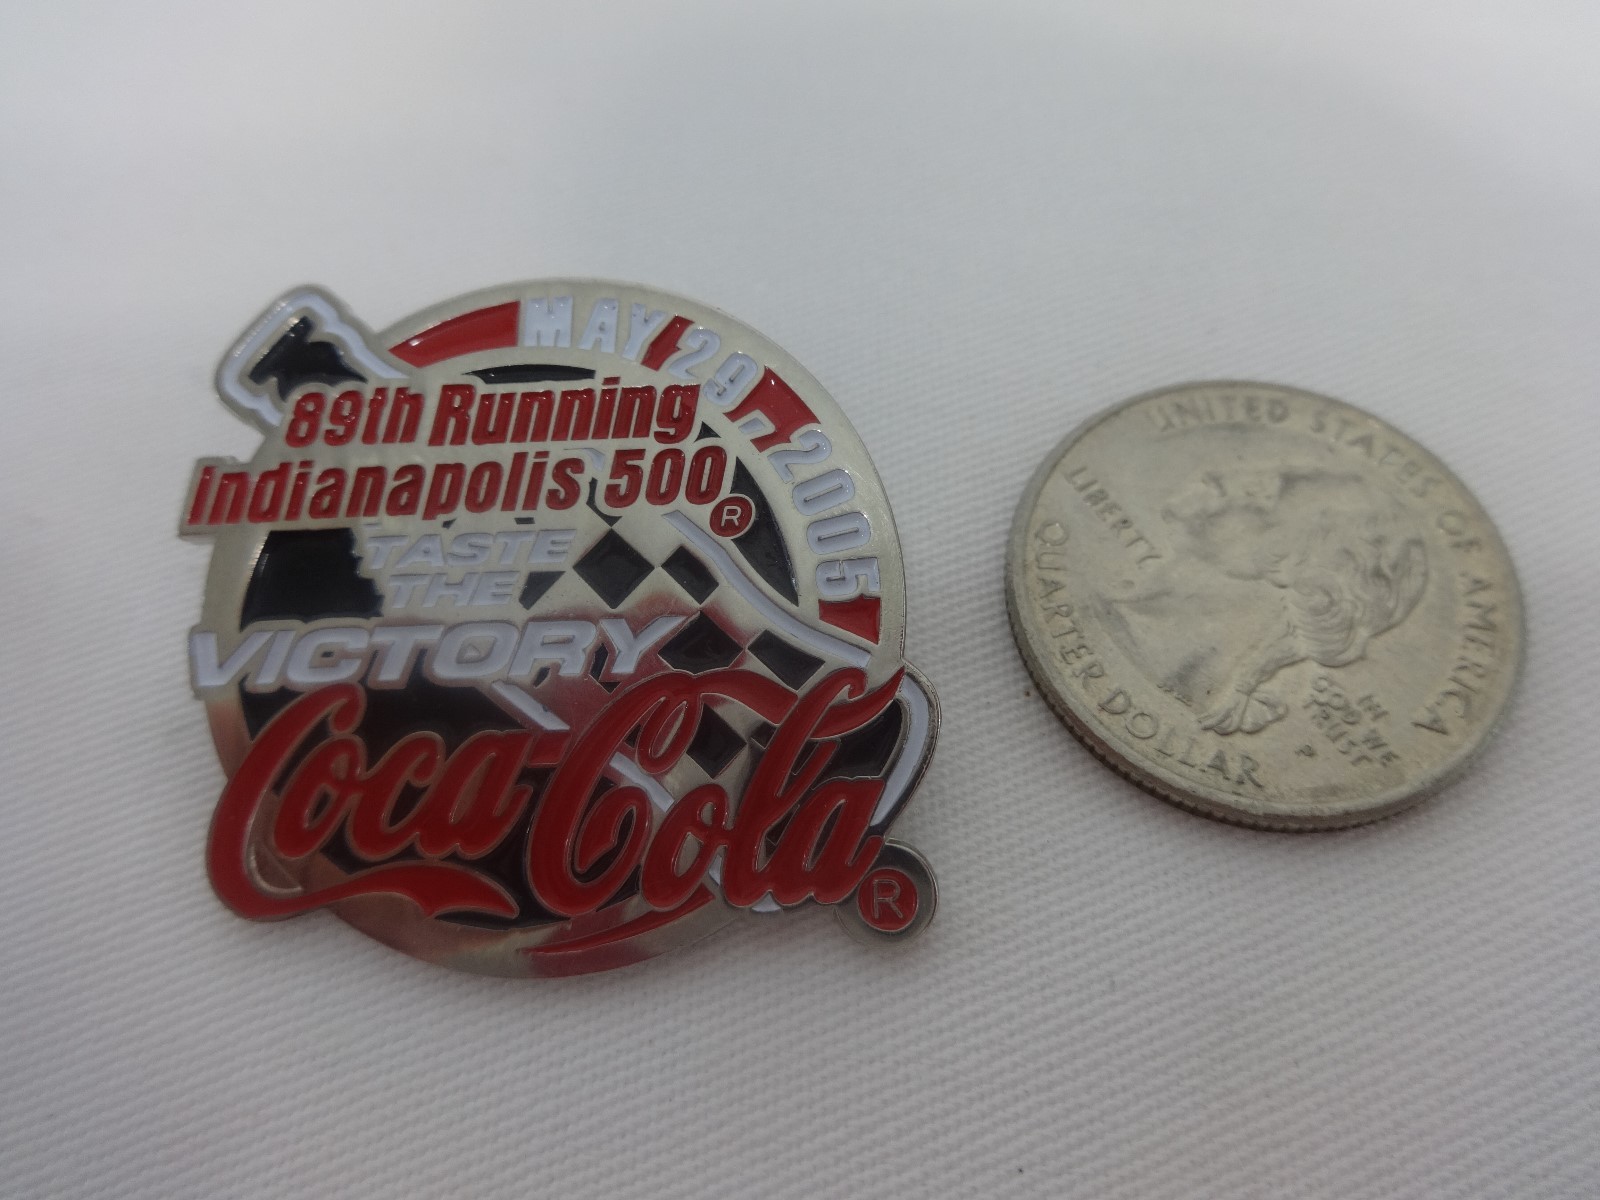 MAY 29, 2005
89th Running
Indianapolis 500®
TASTE
THE
VICTORY
Coca-Cola®
UNITED STATES OF AMERICA
LIBERTY
IN
GOD WE
TRUST
P
QUARTER DOLLAR